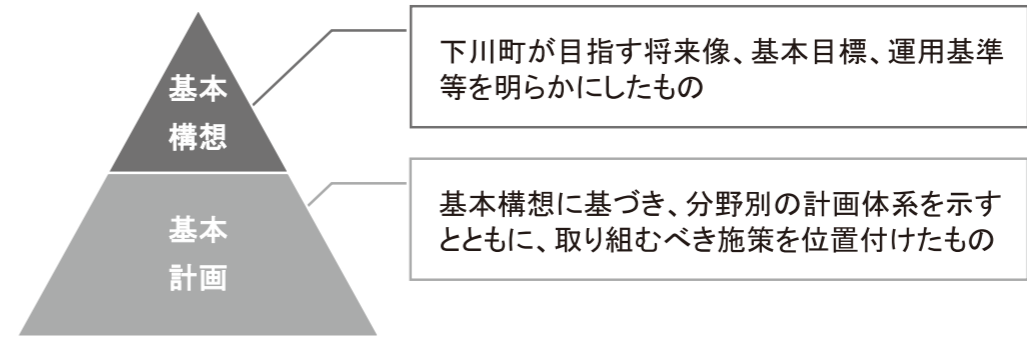 基本
構想
下川町が目指す将来像、基本目標、運用基準
等を明らかにしたもの
基本
計画
基本構想に基づき、分野別の計画体系を示す
とともに、取り組むべき施策を位置付けたもの